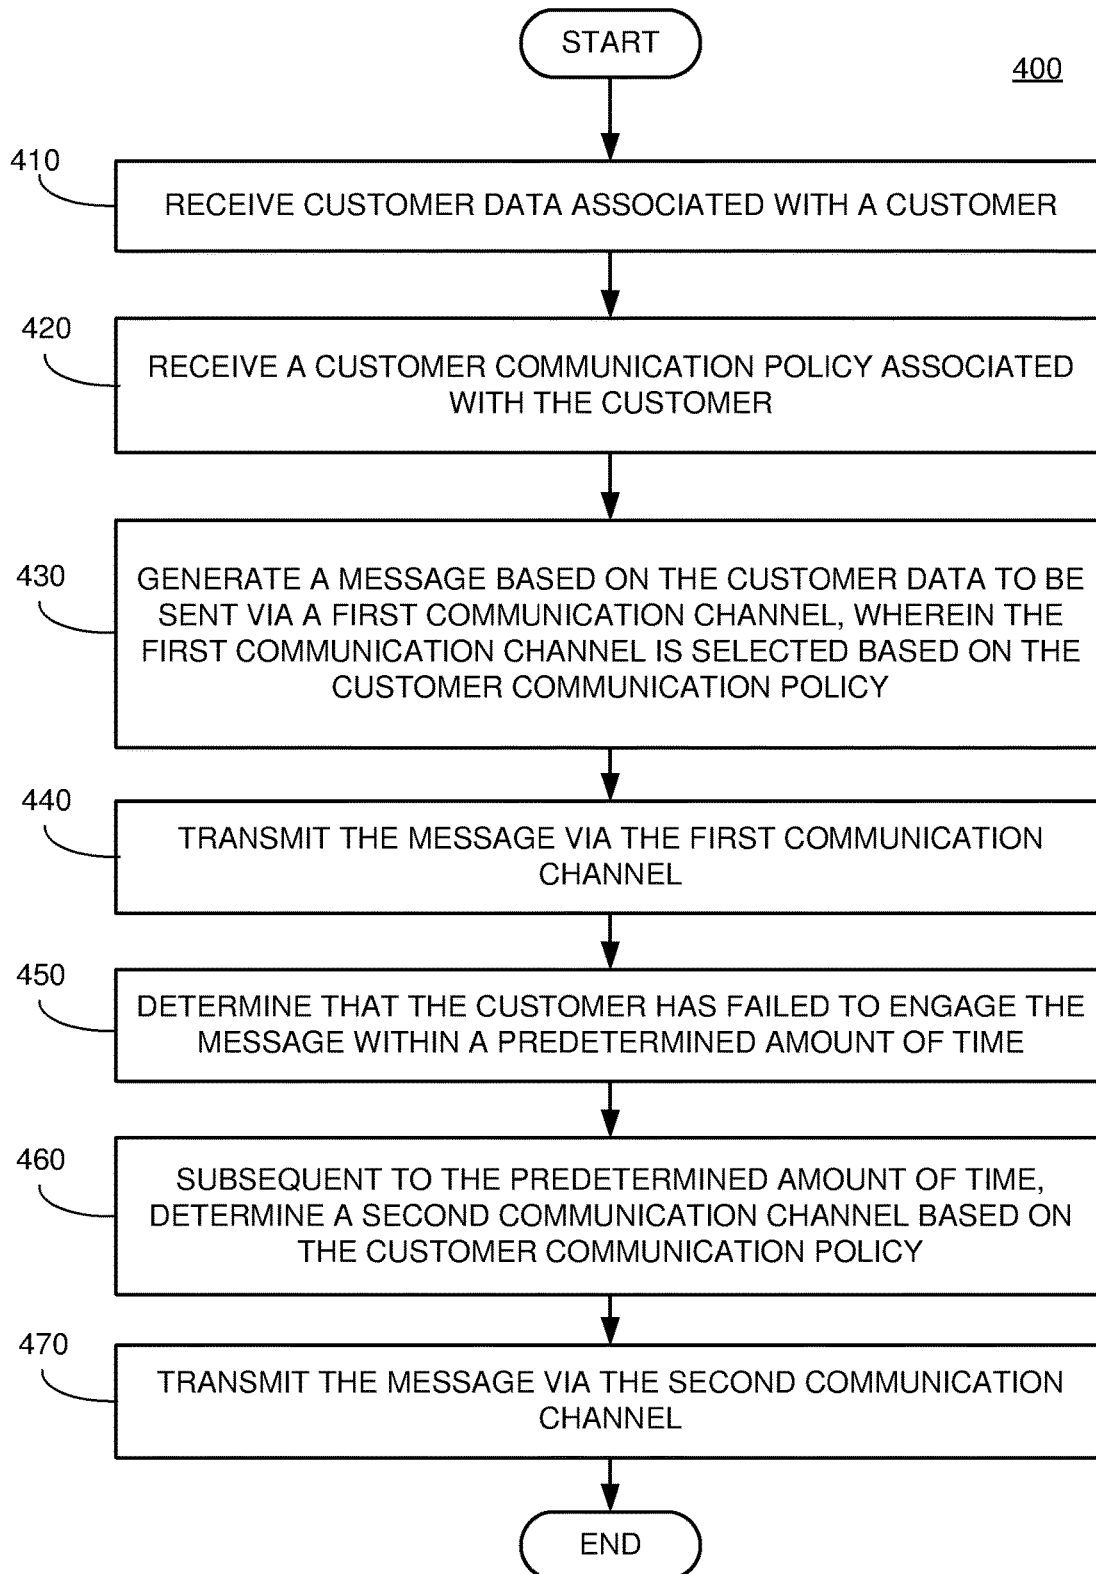 START
400
410
RECEIVE CUSTOMER DATA ASSOCIATED WITH A CUSTOMER
420
RECEIVE A CUSTOMER COMMUNICATION POLICY ASSOCIATED
WITH THE CUSTOMER
430
GENERATE A MESSAGE BASED ON THE CUSTOMER DATA TO BE
SENT VIA A FIRST COMMUNICATION CHANNEL, WHEREIN THE
FIRST COMMUNICATION CHANNEL IS SELECTED BASED ON THE
CUSTOMER COMMUNICATION POLICY
440
TRANSMIT THE MESSAGE VIA THE FIRST COMMUNICATION
CHANNEL
450
DETERMINE THAT THE CUSTOMER HAS FAILED TO ENGAGE THE
MESSAGE WITHIN A PREDETERMINED AMOUNT OF TIME
460
SUBSEQUENT TO THE PREDETERMINED AMOUNT OF TIME,
DETERMINE A SECOND COMMUNICATION CHANNEL BASED ON
THE CUSTOMER COMMUNICATION POLICY
470
TRANSMIT THE MESSAGE VIA THE SECOND COMMUNICATION
CHANNEL
END